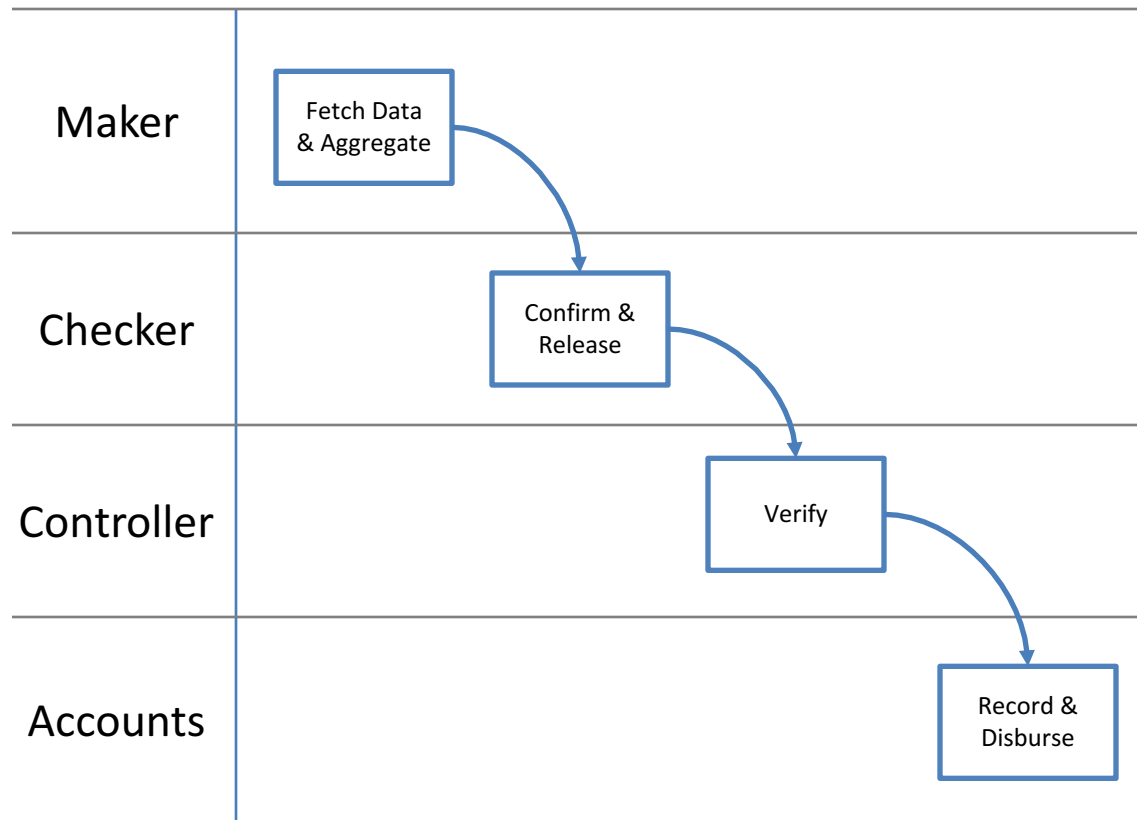 Maker
Fetch Data
& Aggregate
Checker
Confirm &
Release
Controller
Verify
Accounts
Record &
Disburse